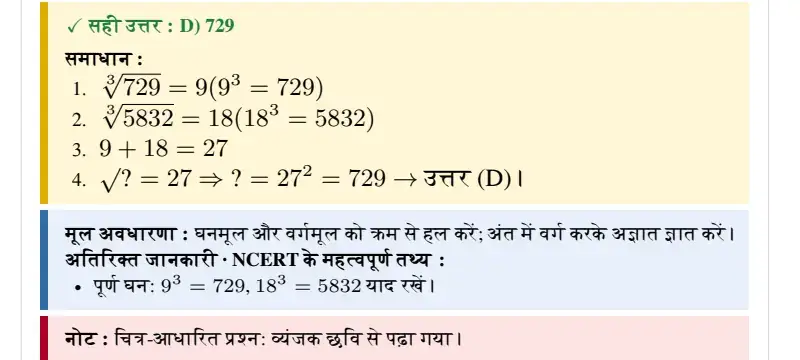 ✓ सही उत्तर : D) 729
समाधान :
1. ∛729 = 9(9³ = 729)
2. ∛5832 = 18(18³ = 5832)
3. 9 + 18 = 27
4. √? = 27 ⇒ ? = 27² = 729 → उत्तर (D)।
मूल अवधारणा : घनमूल और वर्गमूल को क्रम से हल करें; अंत में वर्ग करके अज्ञात ज्ञात करें।
अतिरिक्त जानकारी · NCERT के महत्वपूर्ण तथ्य :
• पूर्ण घन: 9³ = 729, 18³ = 5832 याद रखें।
नोट : चित्र-आधारित प्रश्न: व्यंजक छवि से पढ़ा गया।